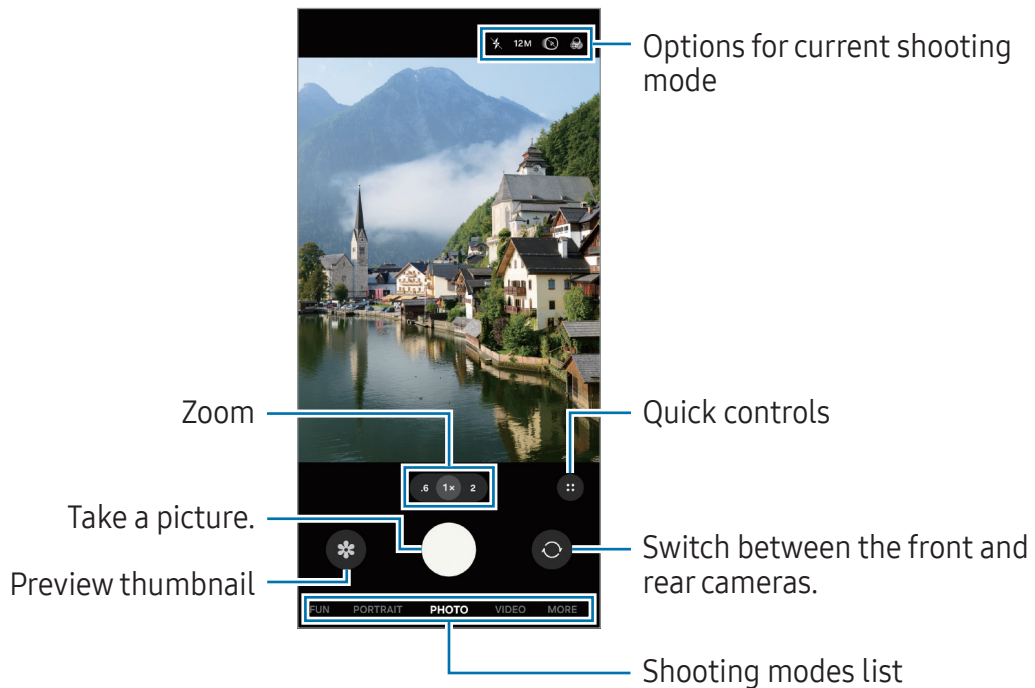 12M
Options for current shooting
mode
Zoom
Quick controls
.6 1× 2
Take a picture.
Switch between the front and
rear cameras.
Preview thumbnail
FUN PORTRAIT PHOTO VIDEO MORE
Shooting modes list